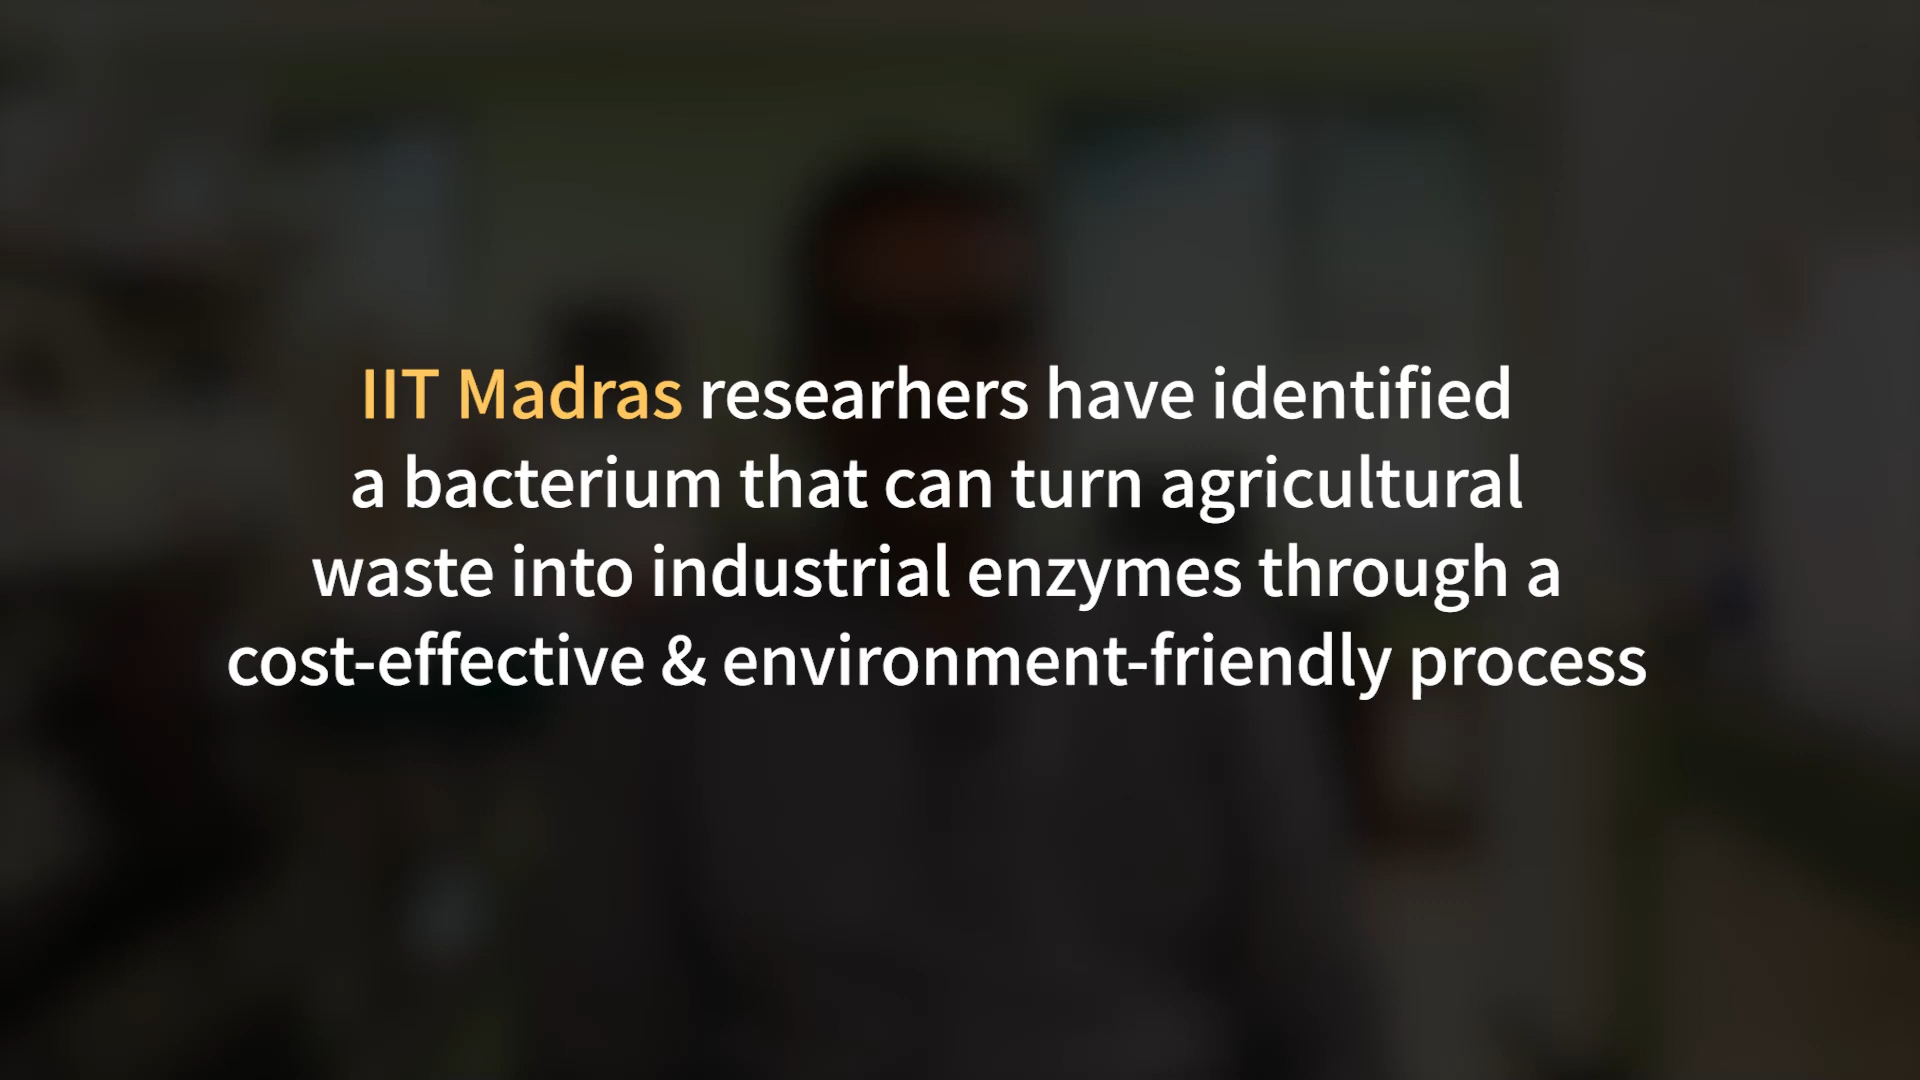 IIT Madras researhers have identified
a bacterium that can turn agricultural
waste into industrial enzymes through a
cost-effective & environment-friendly process